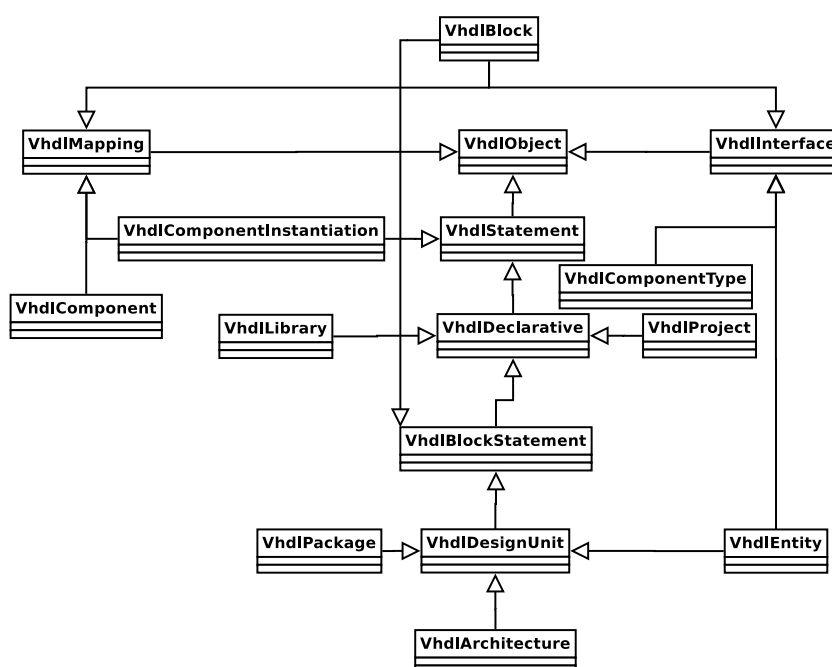 VhdlBlock
VhdlMapping
VhdlObject
VhdlInterface
VhdlComponentInstantiation
VhdlStatement
VhdlComponentType
VhdlComponent
VhdlLibrary
VhdlDeclarative
VhdlProject
VhdlBlockStatement
VhdlPackage
VhdlDesignUnit
VhdlEntity
VhdlArchitecture